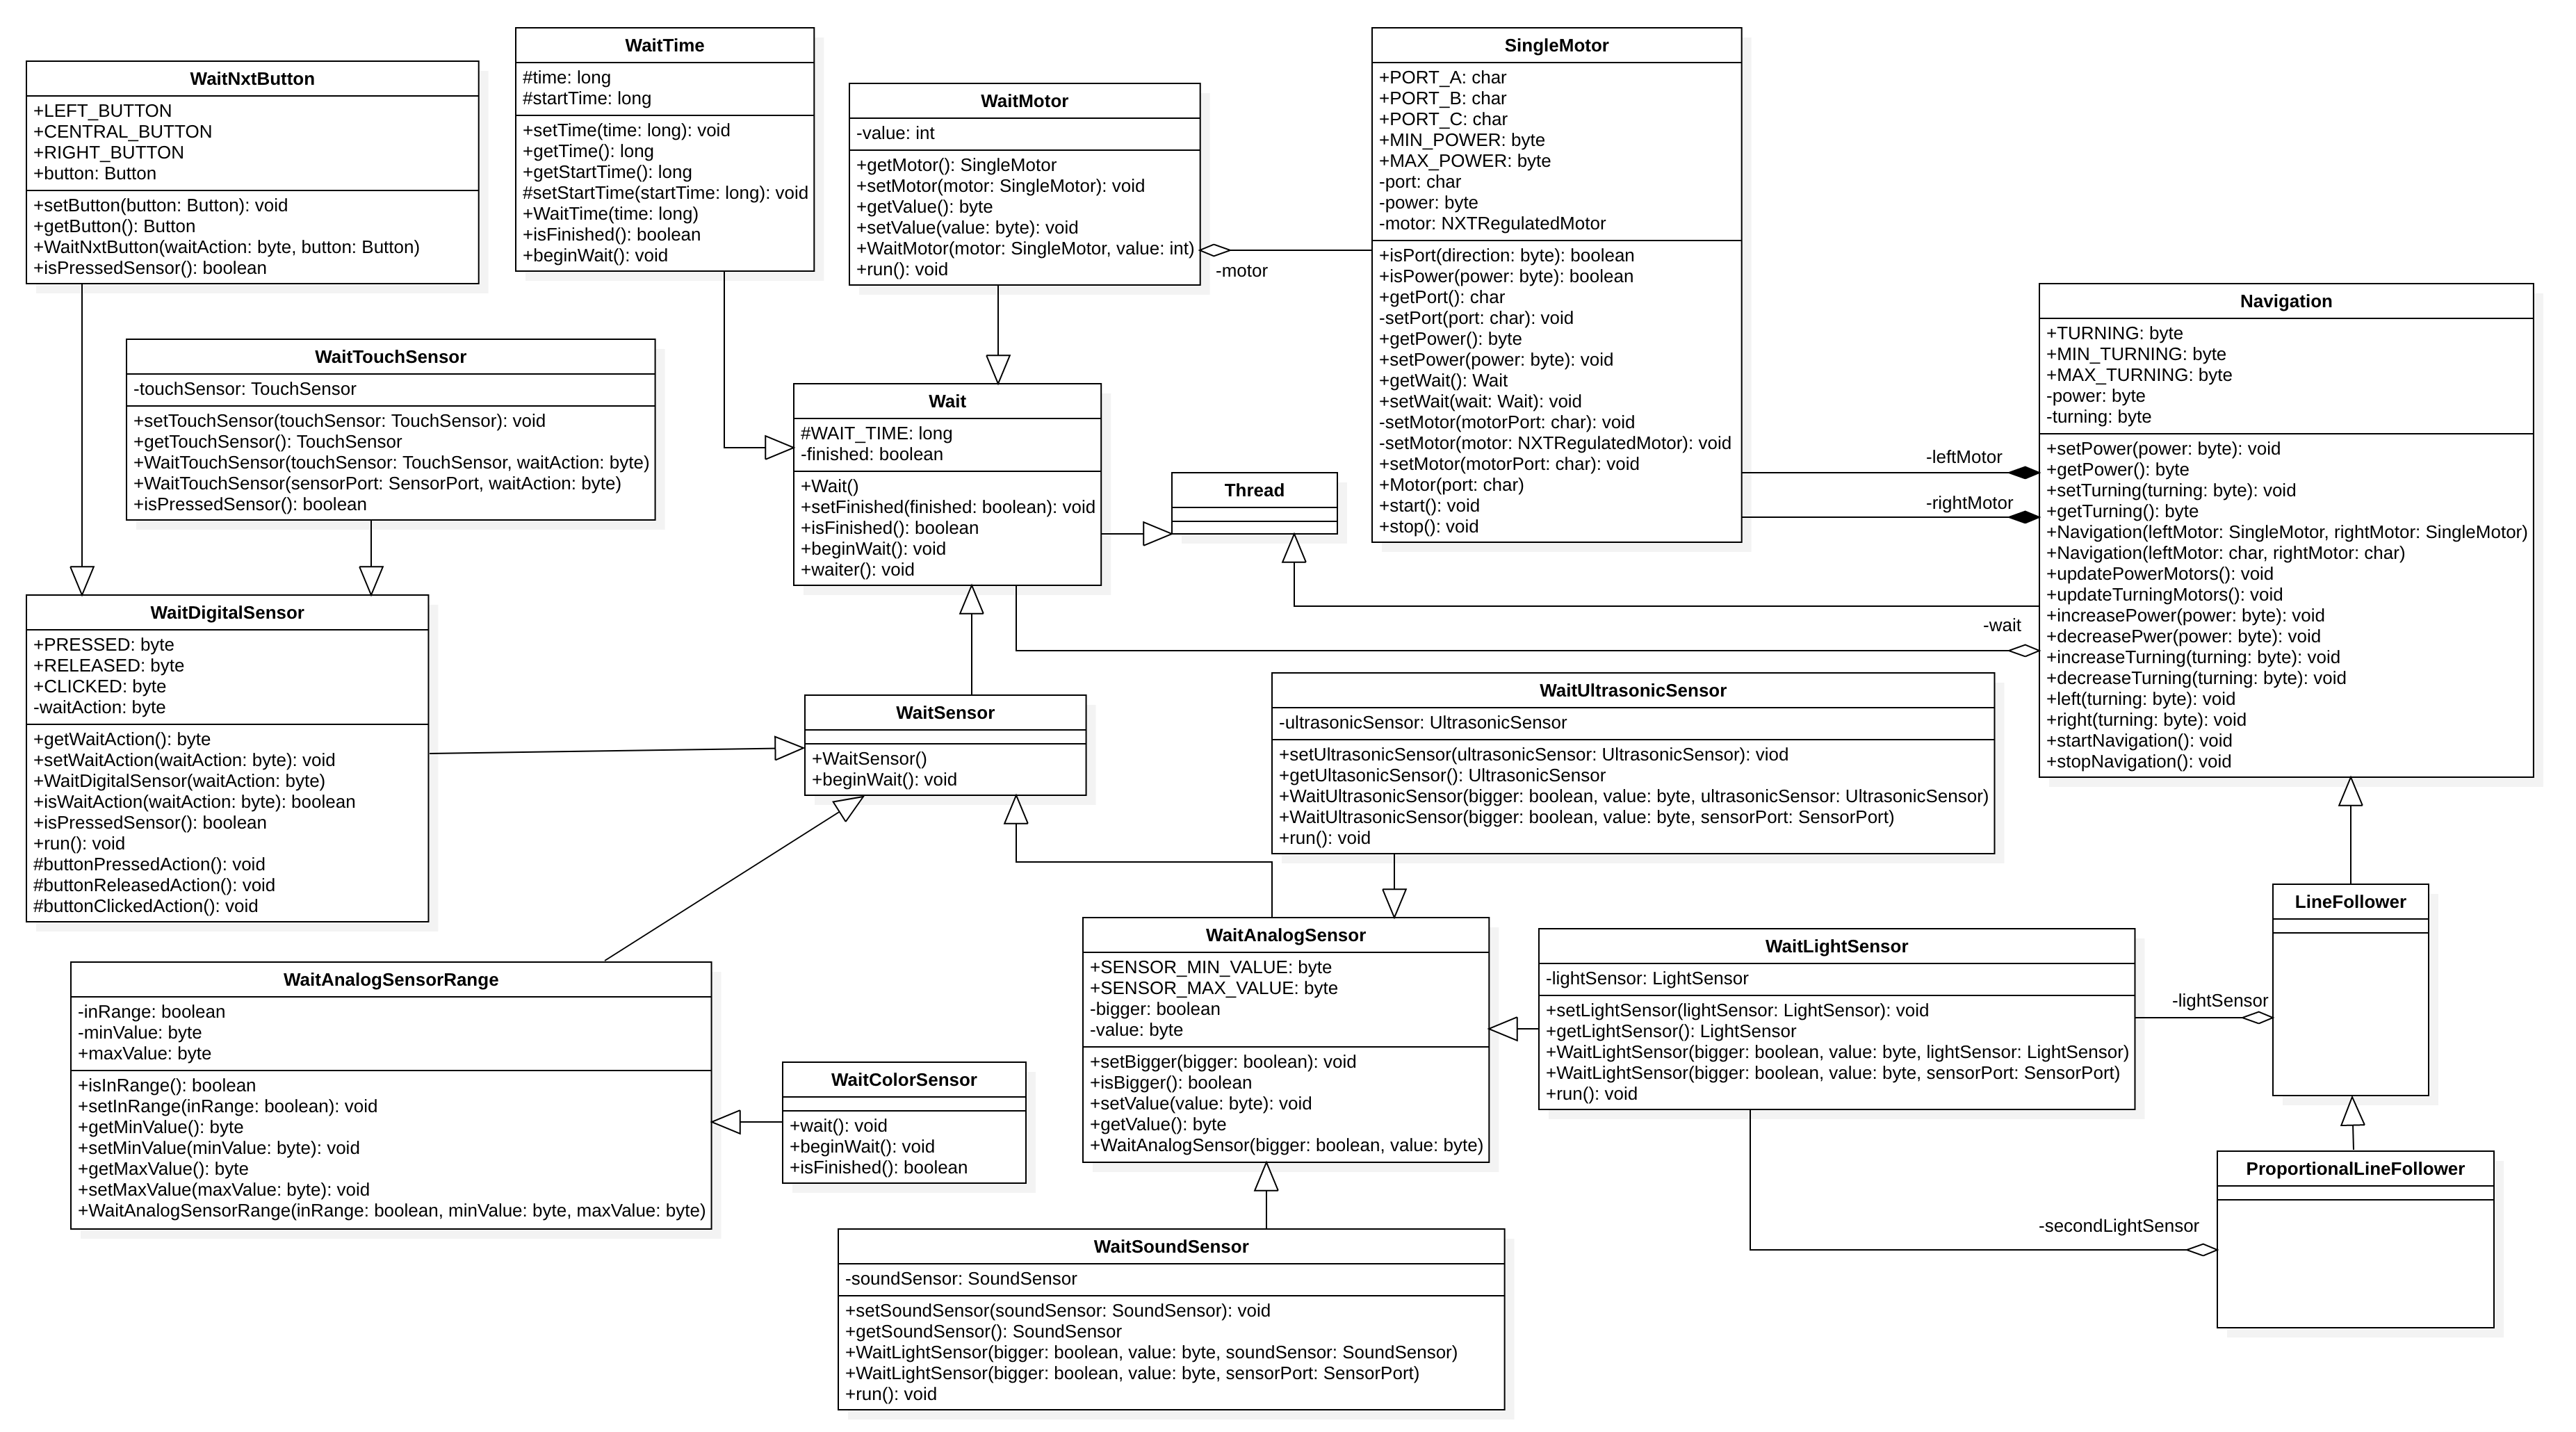 WaitNxtButton
+LEFT_BUTTON
+CENTRAL_BUTTON
+RIGHT_BUTTON
+button: Button
+setButton(button: Button): void
+getButton(): Button
+WaitNxtButton(waitAction: byte, button: Button)
+isPressedSensor(): boolean
WaitTime
#time: long
#startTime: long
+setTime(time: long): void
+getTime(): long
+getStartTime(): long
#setStartTime(startTime: long): void
+WaitTime(time: long)
+isFinished(): boolean
+beginWait(): void
WaitMotor
-value: int
+getMotor(): SingleMotor
+setMotor(motor: SingleMotor): void
+getValue(): byte
+setValue(value: byte): void
+WaitMotor(motor: SingleMotor, value: int)
+run(): void
-motor
SingleMotor
+PORT_A: char
+PORT_B: char
+PORT_C: char
+MIN_POWER: byte
+MAX_POWER: byte
-port: char
-power: byte
-motor: NXTRegulatedMotor
+isPort(direction: byte): boolean
+isPower(power: byte): boolean
+getPort(): char
-setPort(port: char): void
+getPower(): byte
+setPower(power: byte): void
+getWait(): Wait
+setWait(wait: Wait): void
-setMotor(motorPort: char): void
-setMotor(motor: NXTRegulatedMotor): void
+setMotor(motorPort: char): void
+Motor(port: char)
+start(): void
+stop(): void
-leftMotor
-rightMotor
-wait
Navigation
+TURNING: byte
+MIN_TURNING: byte
+MAX_TURNING: byte
-power: byte
-turning: byte
+setPower(power: byte): void
+getPower(): byte
+setTurning(turning: byte): void
+getTurning(): byte
+Navigation(leftMotor: SingleMotor, rightMotor: SingleMotor)
+Navigation(leftMotor: char, rightMotor: char)
+updatePowerMotors(): void
+updateTurningMotors(): void
+increasePower(power: byte): void
+decreasePwer(power: byte): void
+increaseTurning(turning: byte): void
+decreaseTurning(turning: byte): void
+left(turning: byte): void
+right(turning: byte): void
+startNavigation(): void
+stopNavigation(): void
WaitTouchSensor
-touchSensor: TouchSensor
+setTouchSensor(touchSensor: TouchSensor): void
+getTouchSensor(): TouchSensor
+WaitTouchSensor(touchSensor: TouchSensor, waitAction: byte)
+WaitTouchSensor(sensorPort: SensorPort, waitAction: byte)
+isPressedSensor(): boolean
Wait
#WAIT_TIME: long
-finished: boolean
+Wait()
+setFinished(finished: boolean): void
+isFinished(): boolean
+beginWait(): void
+waiter(): void
Thread
WaitDigitalSensor
+PRESSED: byte
+RELEASED: byte
+CLICKED: byte
-waitAction: byte
+getWaitAction(): byte
+setWaitAction(waitAction: byte): void
+WaitDigitalSensor(waitAction: byte)
+isWaitAction(waitAction: byte): boolean
+isPressedSensor(): boolean
+run(): void
#buttonPressedAction(): void
#buttonReleasedAction(): void
#buttonClickedAction(): void
WaitSensor
+WaitSensor()
+beginWait(): void
WaitUltrasonicSensor
-ultrasonicSensor: UltrasonicSensor
+setUltrasonicSensor(ultrasonicSensor: UltrasonicSensor): viod
+getUltasonicSensor(): UltrasonicSensor
+WaitUltrasonicSensor(bigger: boolean, value: byte, ultrasonicSensor: UltrasonicSensor)
+WaitUltrasonicSensor(bigger: boolean, value: byte, sensorPort: SensorPort)
+run(): void
WaitAnalogSensorRange
-inRange: boolean
-minValue: byte
+maxValue: byte
+isInRange(): boolean
+setInRange(inRange: boolean): void
+getMinValue(): byte
+setMinValue(minValue: byte): void
+getMaxValue(): byte
+setMaxValue(maxValue: byte): void
+WaitAnalogSensorRange(inRange: boolean, minValue: byte, maxValue: byte)
WaitColorSensor
+wait(): void
+beginWait(): void
+isFinished(): boolean
WaitAnalogSensor
+SENSOR_MIN_VALUE: byte
+SENSOR_MAX_VALUE: byte
-bigger: boolean
-value: byte
+setBigger(bigger: boolean): void
+isBigger(): boolean
+setValue(value: byte): void
+getValue(): byte
+WaitAnalogSensor(bigger: boolean, value: byte)
WaitLightSensor
-lightSensor: LightSensor
+setLightSensor(lightSensor: LightSensor): void
+getLightSensor(): LightSensor
+WaitLightSensor(bigger: boolean, value: byte, lightSensor: LightSensor)
+WaitLightSensor(bigger: boolean, value: byte, sensorPort: SensorPort)
+run(): void
-lightSensor
LineFollower
-secondLightSensor
ProportionalLineFollower
WaitSoundSensor
-soundSensor: SoundSensor
+setSoundSensor(soundSensor: SoundSensor): void
+getSoundSensor(): SoundSensor
+WaitLightSensor(bigger: boolean, value: byte, soundSensor: SoundSensor)
+WaitLightSensor(bigger: boolean, value: byte, sensorPort: SensorPort)
+run(): void